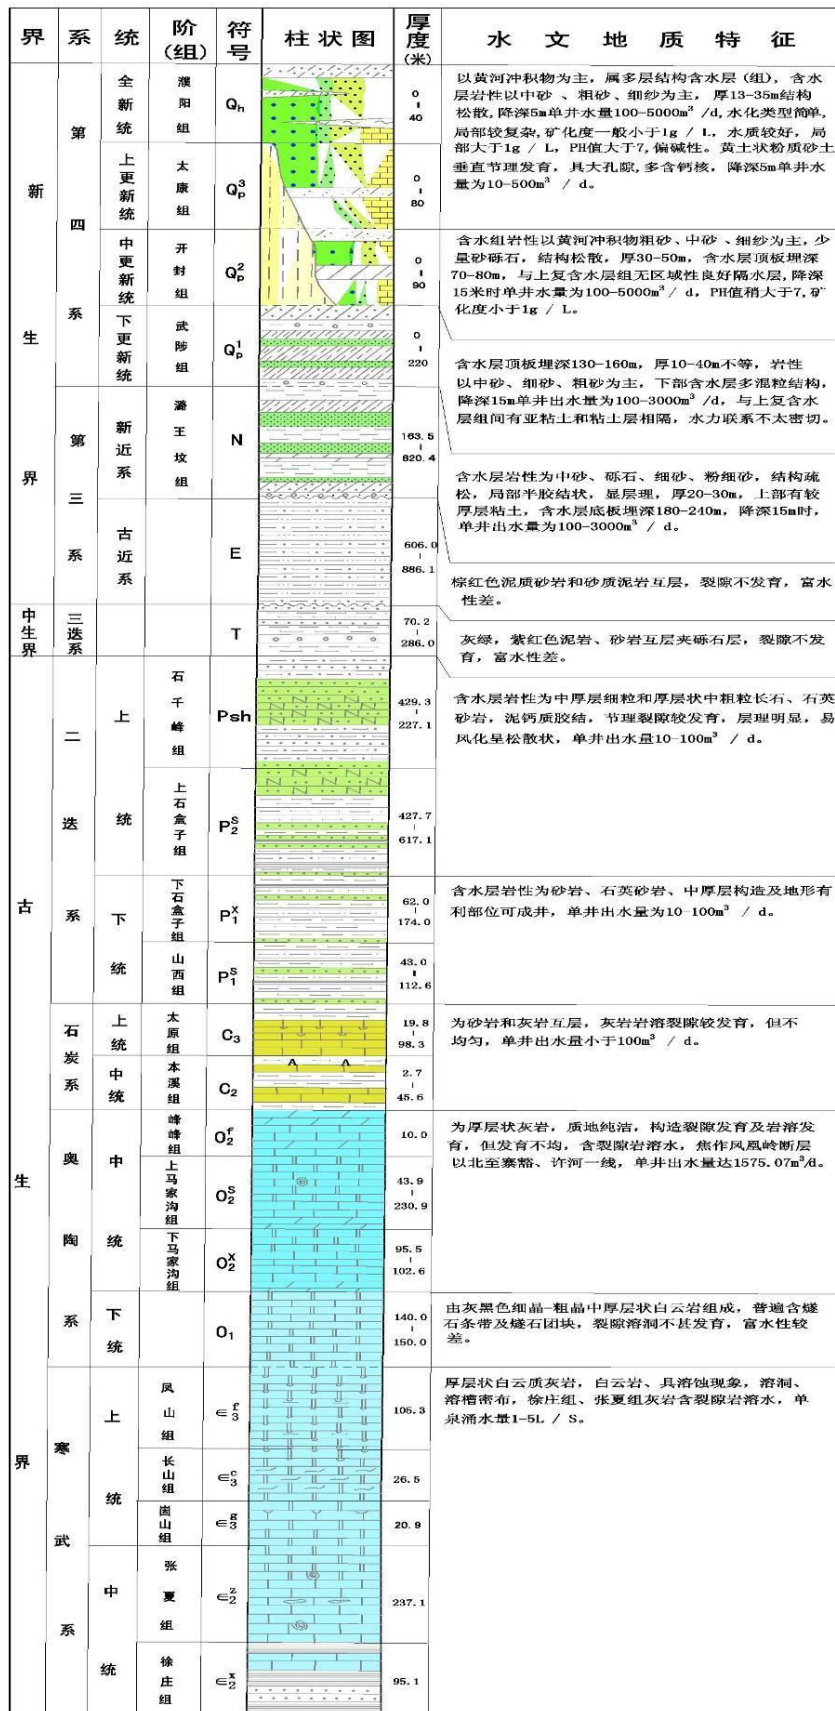 界 系 统 阶(组) 符号 柱状图 厚度(米) 水文地质特征
新生界
第四系
全新统 濮阳组 Qh 0-40
以黄河冲积物为主，属多层结构含水层(组)，含水
层岩性以中砂、粗砂、细纱为主，厚13-35m结构
松散,降深5m单井水量100-5000m³/d,水化类型简单,
局部较复杂,矿化度一般小于1g / L，水质较好，局
部大于1g / L，PH值大于7,偏碱性。黄土状粉质砂土
垂直节理发育，具大孔隙,多含钙核，降深5m单井水
量为10-500m³ / d。
上更新统 太康组 Qp³ 0-80
中更新统 开封组 Qp² 0-90
含水组岩性以黄河冲积物粗砂、中砂、细纱为主，少
量砂砾石，结构松散，厚30-50m，含水层顶板埋深
70-80m，与上复含水层组无区域性良好隔水层,降深
15米时单井水量为100-5000m³/ d，PH值稍大于7,矿
化度小于1g / L。
下更新统 武陟组 Qp¹ 0-220
含水层顶板埋深130-160m，厚10-40m不等，岩性
以中砂、细砂、粗砂为主，下部含水层多混粒结构，
降深15m单井出水量为100-3000m³ /d，与上复含水
层组间有亚粘土和粘土层相隔，水力联系不太密切。
第三系
新近系 潞王坟组 N 163.5-820.4
含水层岩性为中砂、砾石、细砂、粉细砂，结构疏
松，局部半胶结状，显层理，厚20-30m，上部有较
厚层粘土，含水层底板埋深180-240m，降深15m时，
单井出水量为100-3000m³ / d。
古近系 E 606.0-886.1
棕红色泥质砂岩和砂质泥岩互层，裂隙不发育，富水
性差。
中生界 三迭系 T 70.2-286.0
灰绿，紫红色泥岩、砂岩互层夹砾石层，裂隙不发
育，富水性差。
古生界
二迭系
上统 石千峰组 Psh 429.3-227.1
含水层岩性为中厚层细粒和厚层状中粗粒长石、石英
砂岩，泥钙质胶结，节理裂隙较发育，层理明显，易
风化呈松散状，单井出水量10-100m³ / d。
上石盒子组 P₂ˢ 427.7-617.1
下统 下石盒子组 P₁ˣ 62.0-174.0
含水层岩性为砂岩、石英砂岩、中厚层构造及地形有
利部位可成井，单井出水量为10-100m³ / d。
山西组 P₁ˢ 43.0-112.6
石炭系
上统 太原组 C₃ 19.8-98.3
为砂岩和灰岩互层，灰岩岩溶裂隙较发育，但不
均匀，单井出水量小于100m³ / d。
A A
中统 本溪组 C₂ 2.7-45.6
奥陶系
中统 峰峰组 O₂ᶠ 10.0
为厚层状灰岩，质地纯洁，构造裂隙发育及岩溶发
育，但发育不均，含裂隙岩溶水，焦作凤凰岭断层
以北至寨豁、许河一线，单井出水量达1575.07m³/d。
上马家沟组 O₂ˢ 43.9-230.9
下马家沟组 O₂ˣ 95.5-102.6
下统 O₁ 140.0-150.0
由灰黑色细晶-粗晶中厚层状白云岩组成，普遍含燧
石条带及燧石团块，裂隙溶洞不甚发育，富水性较
差。
寒武系
上统 凤山组 ∈₃ᶠ 105.3
厚层状白云质灰岩，白云岩、具溶蚀现象，溶洞、
溶槽密布，徐庄组、张夏组灰岩含裂隙岩溶水，单
泉涌水量1-5L / S。
长山组 ∈₃ᶜ 26.5
崮山组 ∈₃ᵍ 20.9
中统 张夏组 ∈₂ᶻ 237.1
徐庄组 ∈₂ˣ 95.1